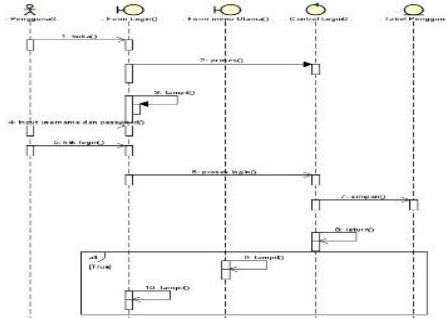 Pengguna()
: Form Login()
: Form menu Utama()
: Control Login()
: Tabel Pengguna
1: buka()
2: proses()
3: tampil()
4: input username dan password()
5: klik login()
6: proses login()
7: simpan()
8: return()
alt
[True]
9: tampil()
10: tampil()